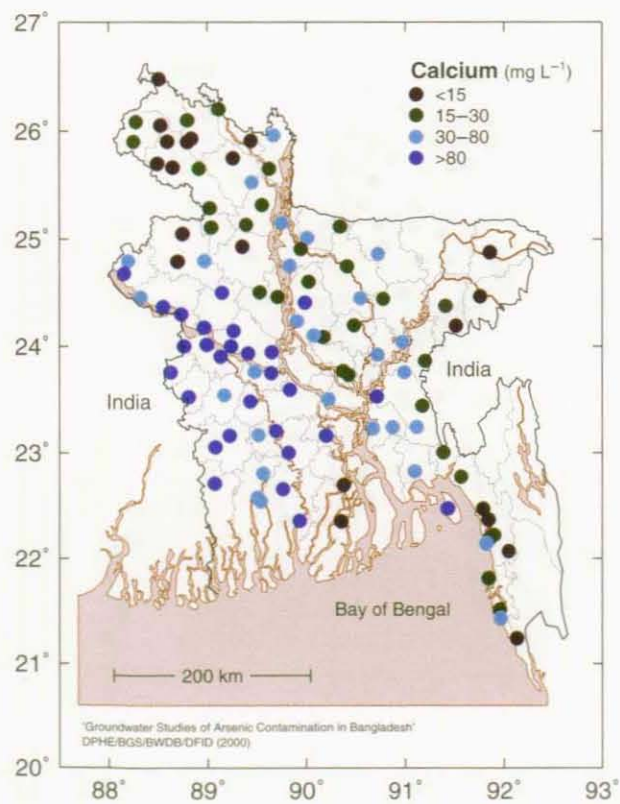 27°
26°
25°
24°
23°
22°
21°
20°
Calcium (mg L⁻¹)
<15
15–30
30–80
>80
India
India
Bay of Bengal
200 km
'Groundwater Studies of Arsenic Contamination in Bangladesh'
DPHE/BGS/BWDB/DFID (2000)
88° 89° 90° 91° 92° 93°